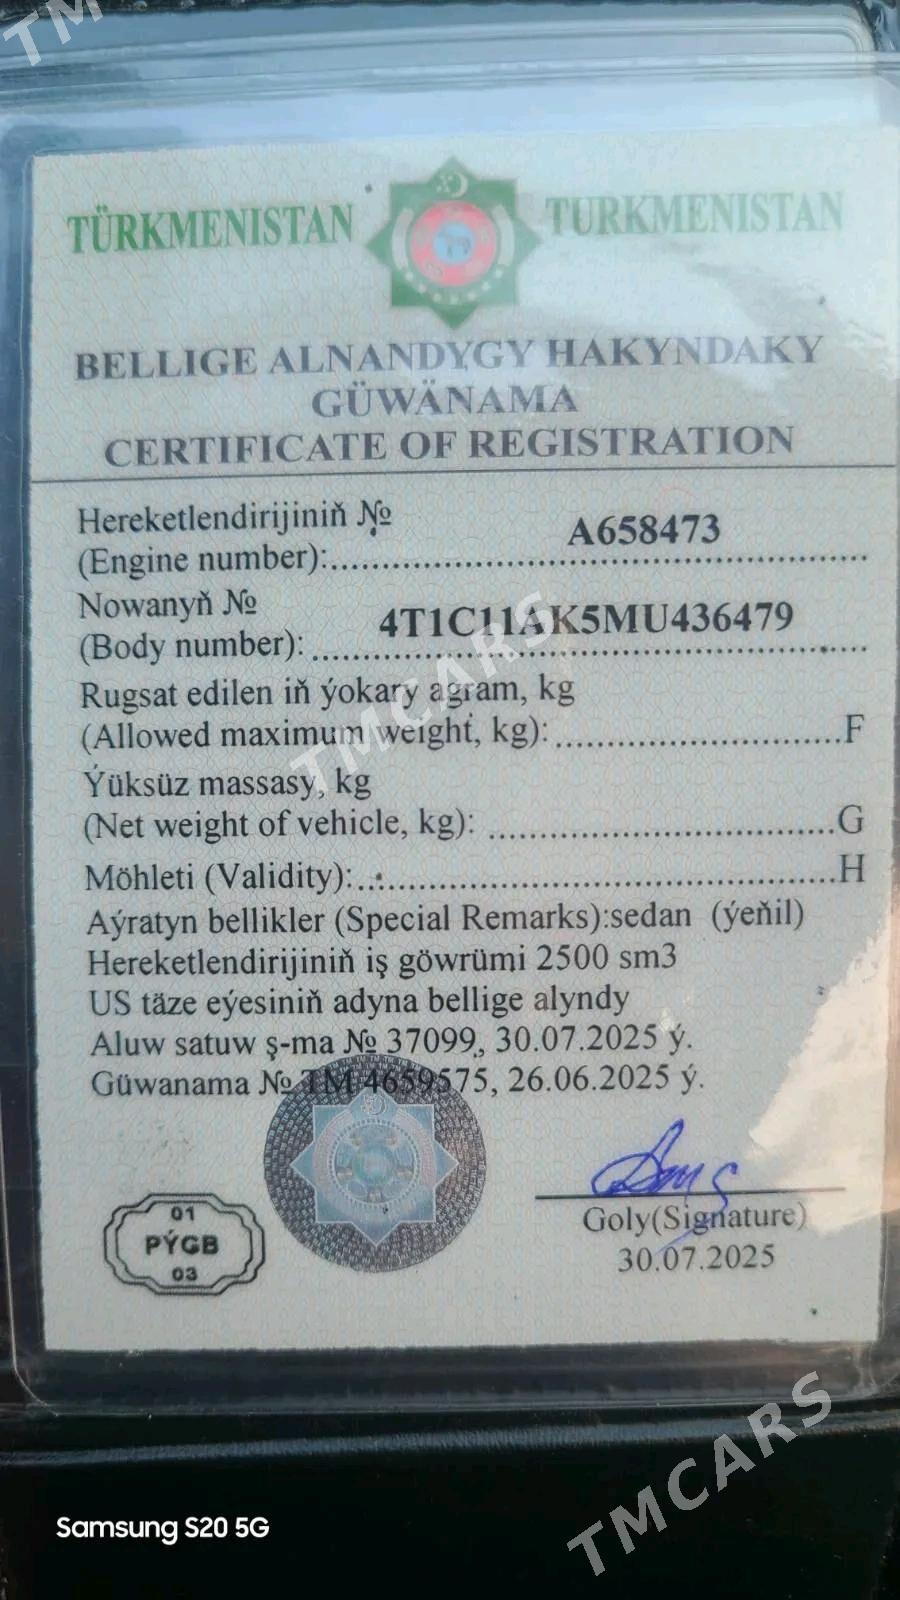 TÜRKMENISTAN TURKMENISTAN
BELLIGE ALNANDYGY HAKYNDAKY
GÜWÄNAMA
CERTIFICATE OF REGISTRATION
Hereketlendirijiniň №
(Engine number):.......... A658473
Nowanyň №
(Body number): .......... 4T1C11AK5MU436479
Rugsat edilen iň ýokary agram, kg
(Allowed maximum weight, kg): ..........F
Ýüksüz massasy, kg
(Net weight of vehicle, kg): ..........G
Möhleti (Validity):..........H
Aýratyn bellikler (Special Remarks):sedan (ýeňil)
Hereketlendirijiniň iş göwrümi 2500 sm3
US täze eýesiniň adyna bellige alyndy
Aluw satuw ş-ma № 37099, 30.07.2025 ý.
Güwanama № TM 4659575, 26.06.2025 ý.
01
PÝGB
03
Goly(Signature)
30.07.2025
Samsung S20 5G
TMCARS
TMCARS
TM